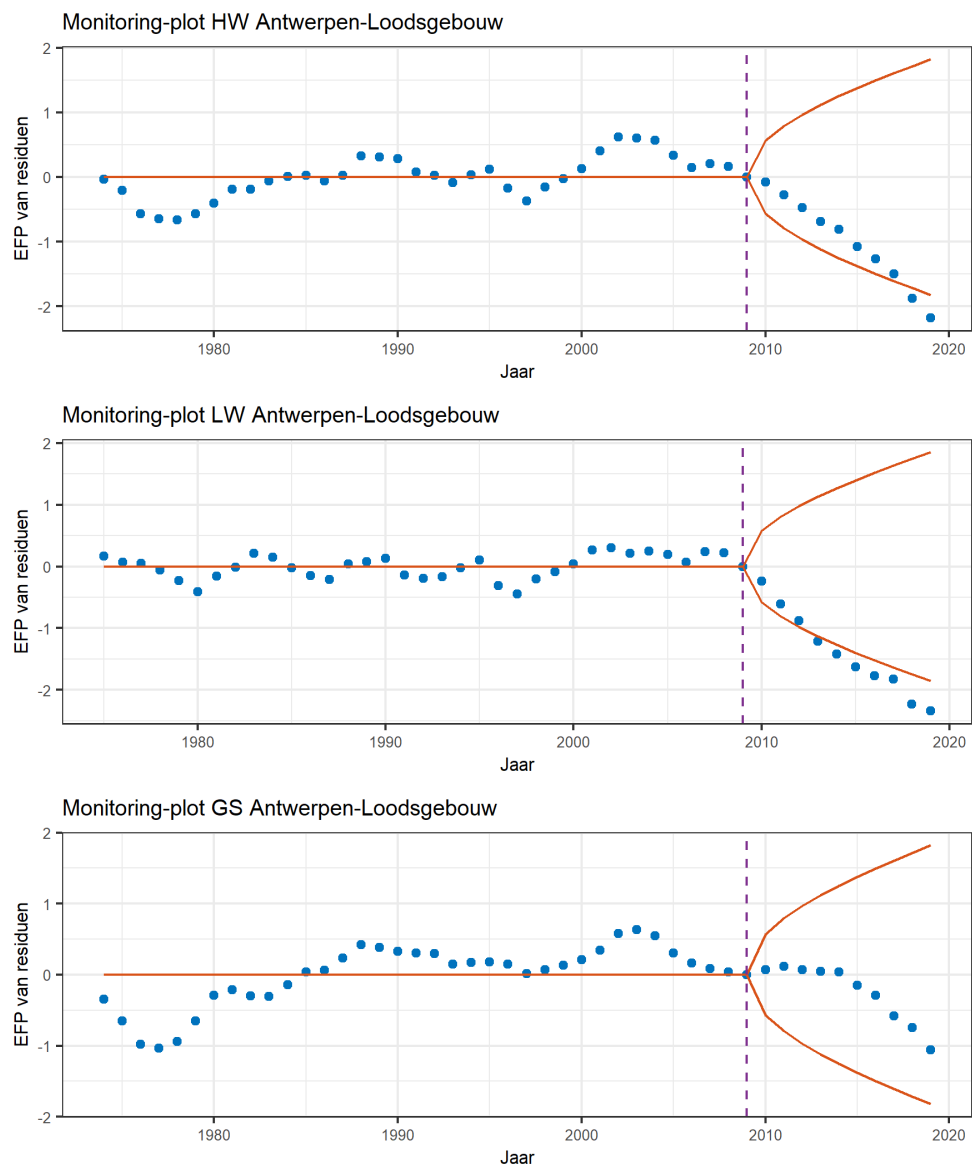 Monitoring-plot HW Antwerpen-Loodsgebouw
2
1
0
-1
-2
EFP van residuen
1980 1990 2000 2010 2020
Jaar
Monitoring-plot LW Antwerpen-Loodsgebouw
2
1
0
-1
-2
EFP van residuen
1980 1990 2000 2010 2020
Jaar
Monitoring-plot GS Antwerpen-Loodsgebouw
2
1
0
-1
-2
EFP van residuen
1980 1990 2000 2010 2020
Jaar